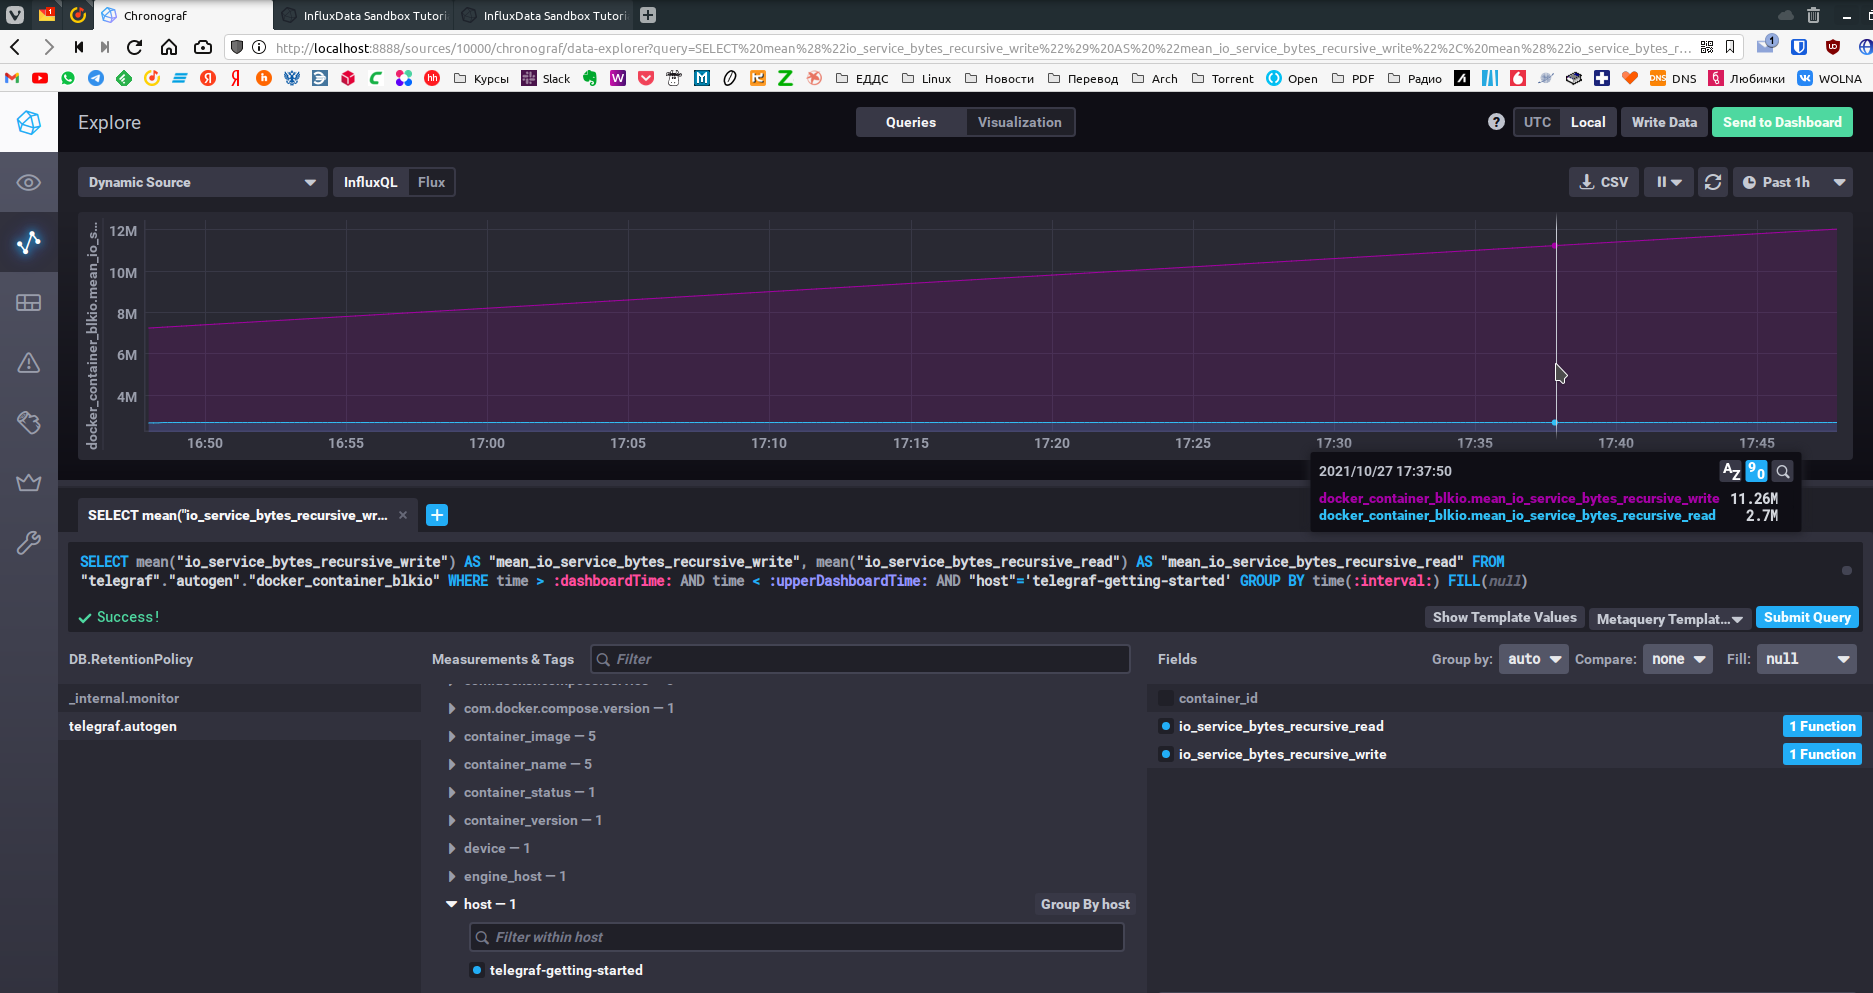 Chronograf
InfluxData Sandbox Tutori
InfluxData Sandbox Tutori
http://localhost:8888/sources/10000/chronograf/data-explorer?query=SELECT%20mean%28%22io_service_bytes_recursive_write%22%29%20AS%20%22mean_io_service_bytes_recursive_write%22%2C%20mean%28%22io_service_bytes_r...
1
Курсы
Slack
ЕДДС
Linux
Новости
Перевод
Arch
Torrent
Open
PDF
Радио
DNS
Любимки
WOLNA
Explore
Queries
Visualization
?
UTC
Local
Write Data
Send to Dashboard
Dynamic Source
InfluxQL
Flux
CSV
Past 1h
docker_container_blkio.mean_io_s...
12M
10M
8M
6M
4M
16:50
16:55
17:00
17:05
17:10
17:15
17:20
17:25
17:30
17:35
17:40
17:45
2021/10/27 17:37:50
docker_container_blkio.mean_io_service_bytes_recursive_write 11.26M
docker_container_blkio.mean_io_service_bytes_recursive_read 2.7M
SELECT mean("io_service_bytes_recursive_wr... ×
SELECT mean("io_service_bytes_recursive_write") AS "mean_io_service_bytes_recursive_write", mean("io_service_bytes_recursive_read") AS "mean_io_service_bytes_recursive_read" FROM
"telegraf"."autogen"."docker_container_blkio" WHERE time > :dashboardTime: AND time < :upperDashboardTime: AND "host"='telegraf-getting-started' GROUP BY time(:interval:) FILL(null)
Success!
Show Template Values
Metaquery Templat...
Submit Query
DB.RetentionPolicy
_internal.monitor
telegraf.autogen
Measurements & Tags
Filter
com.docker.compose.version — 1
container_image — 5
container_name — 5
container_status — 1
container_version — 1
device — 1
engine_host — 1
host — 1
Group By host
Filter within host
telegraf-getting-started
Fields
Group by: auto
Compare: none
Fill: null
container_id
io_service_bytes_recursive_read
1 Function
io_service_bytes_recursive_write
1 Function